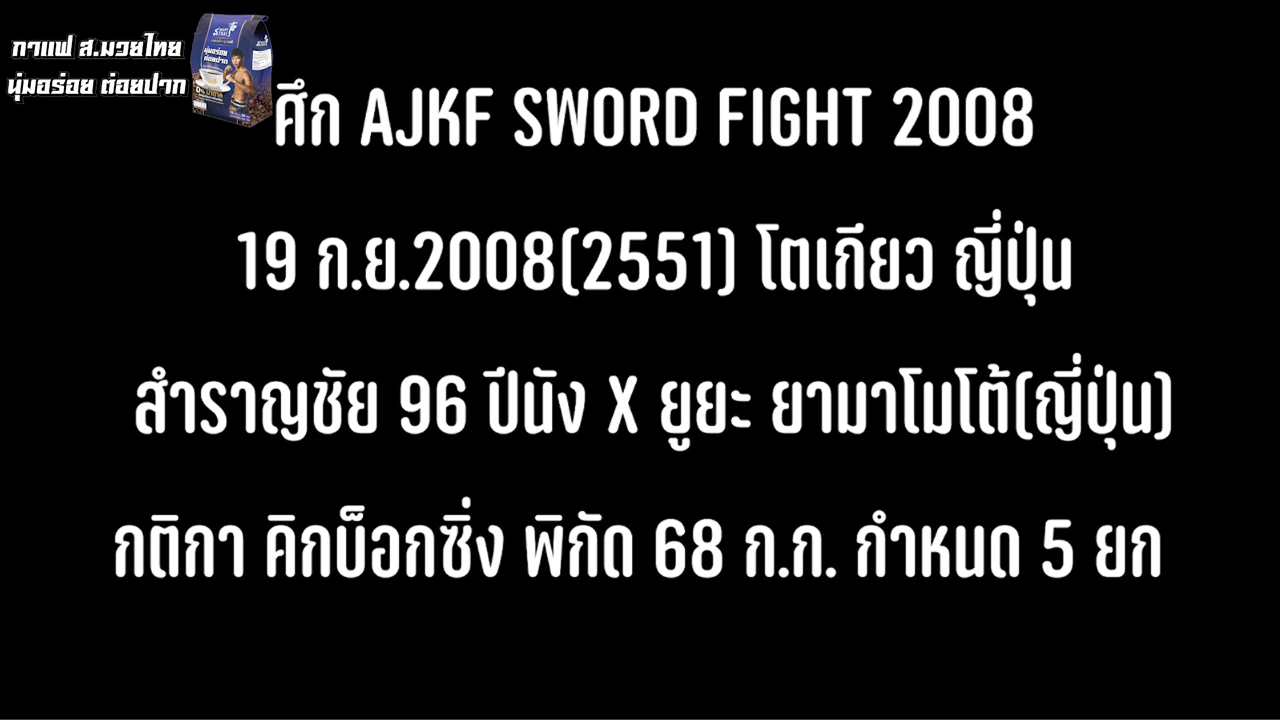 กาแฟ ส.มวยไทย
นุ่มอร่อย ต่อยปาก
ศึก AJKF SWORD FIGHT 2008
19 ก.ย.2008(2551) โตเกียว ญี่ปุ่น
สำราญชัย 96 ปีนัง X ยูยะ ยามาโมโต้(ญี่ปุ่น)
กติกา คิกบ็อกซิ่ง พิกัด 68 ก.ก. กำหนด 5 ยก